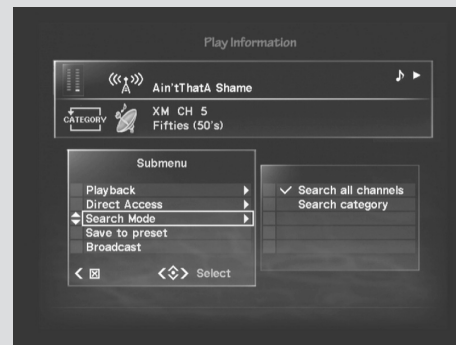 Play Information
Ain'tThatA Shame
CATEGORY
XM CH 5
Fifties (50's)
Submenu
Playback
Direct Access
Search Mode
Save to preset
Broadcast
Select
Search all channels
Search category